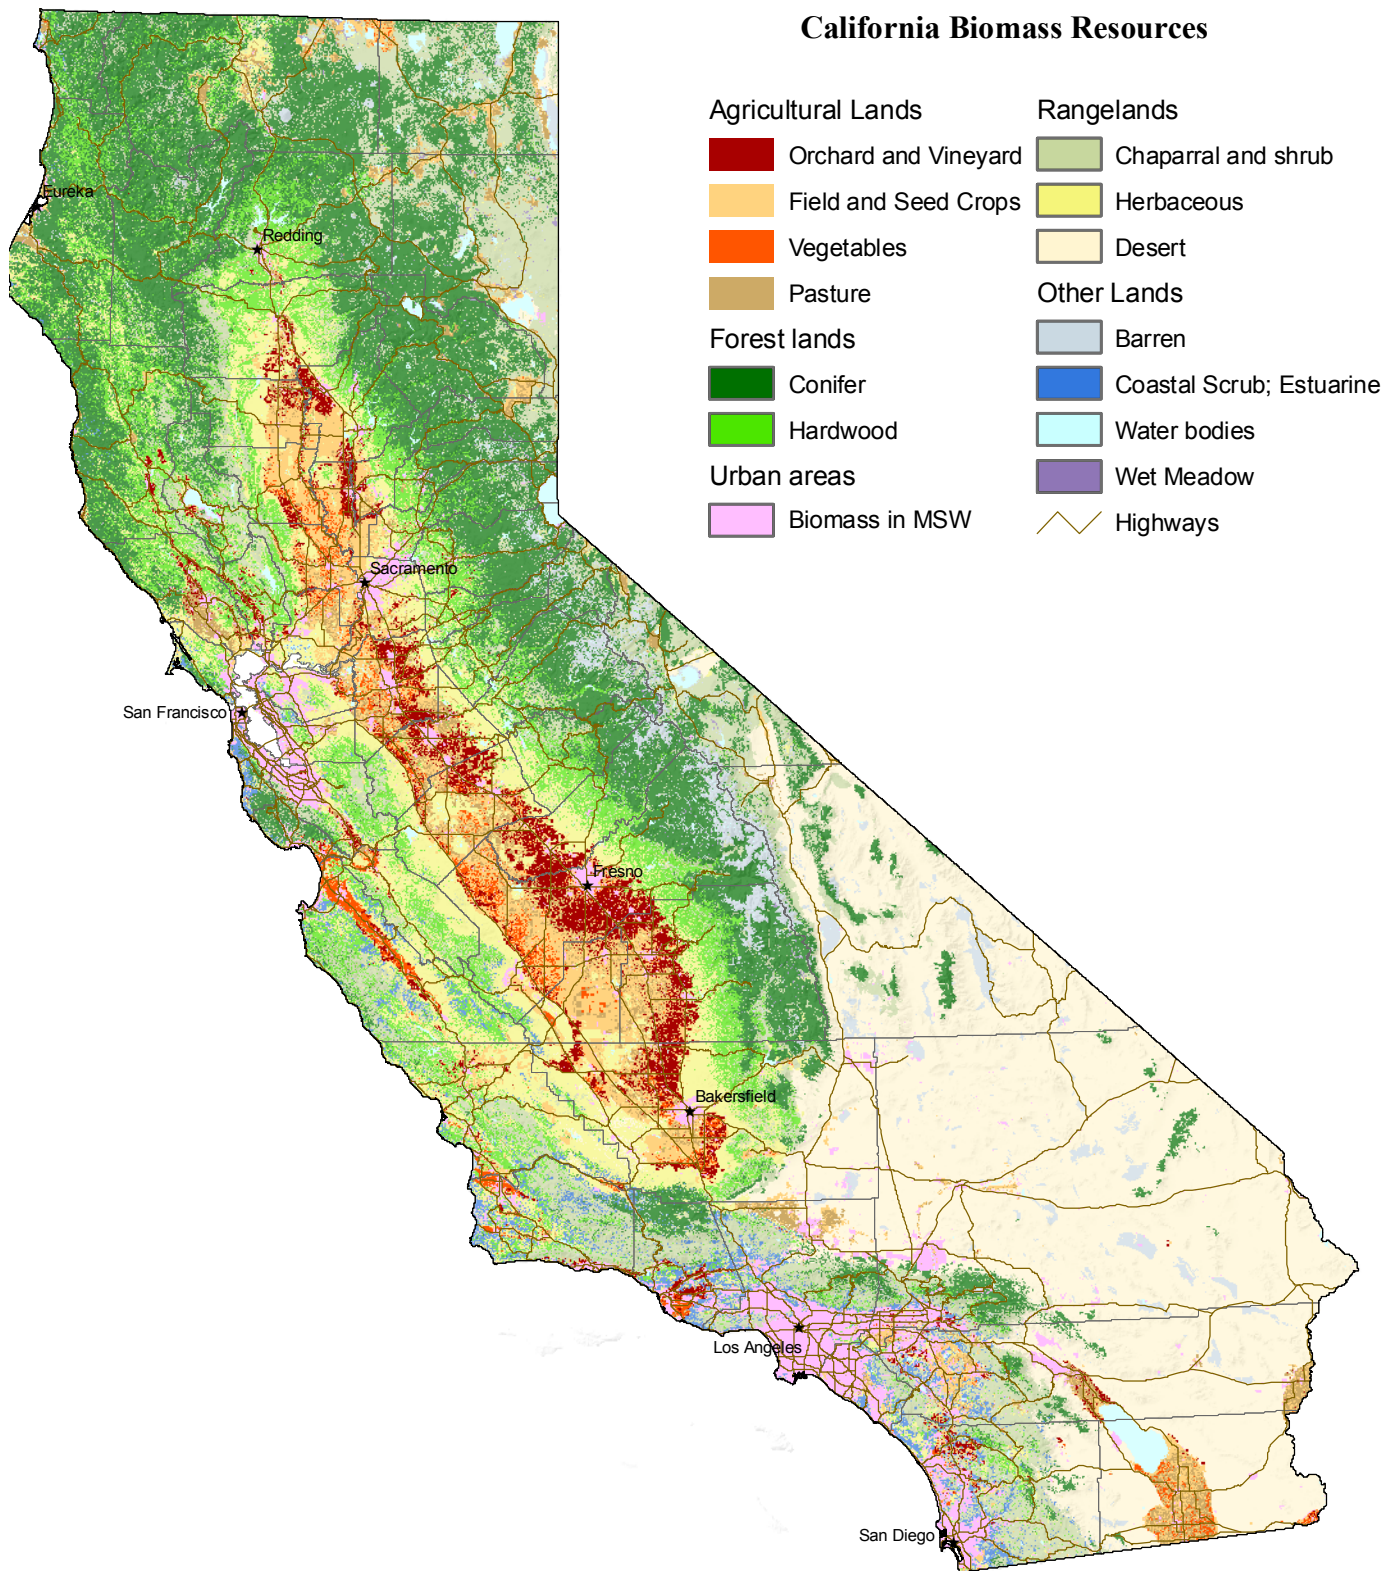 California Biomass Resources
Agricultural Lands
Orchard and Vineyard
Field and Seed Crops
Vegetables
Pasture
Forest lands
Conifer
Hardwood
Urban areas
Biomass in MSW
Rangelands
Chaparral and shrub
Herbaceous
Desert
Other Lands
Barren
Coastal Scrub; Estuarine
Water bodies
Wet Meadow
Highways
Eureka
Redding
Sacramento
San Francisco
Fresno
Bakersfield
Los Angeles
San Diego